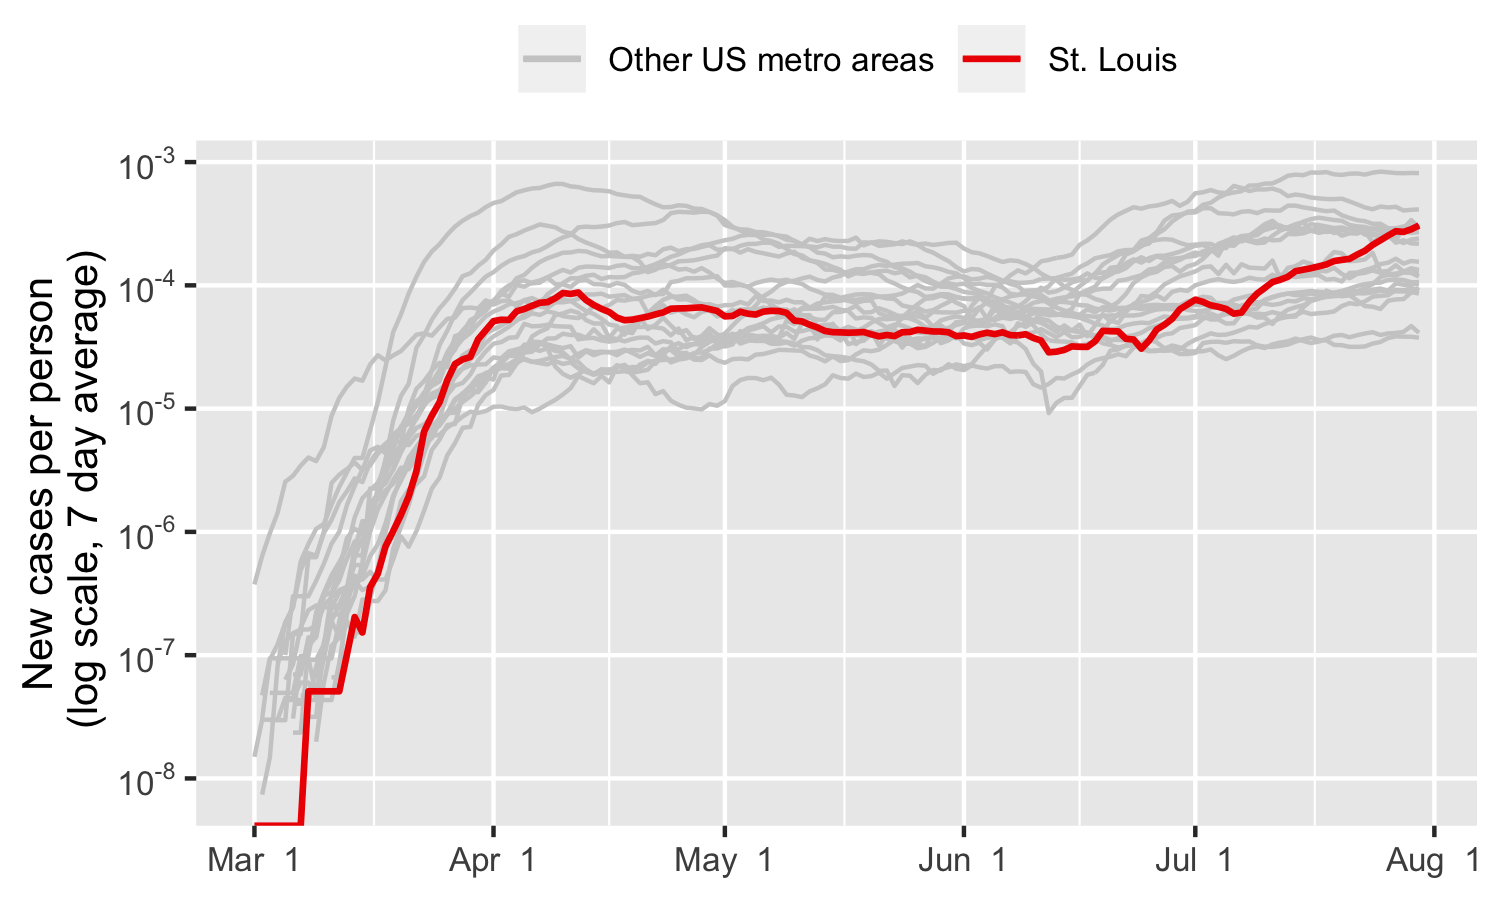 Other US metro areas St. Louis
New cases per person
(log scale, 7 day average)
10-3
10-4
10-5
10-6
10-7
10-8
Mar 1 Apr 1 May 1 Jun 1 Jul 1 Aug 1